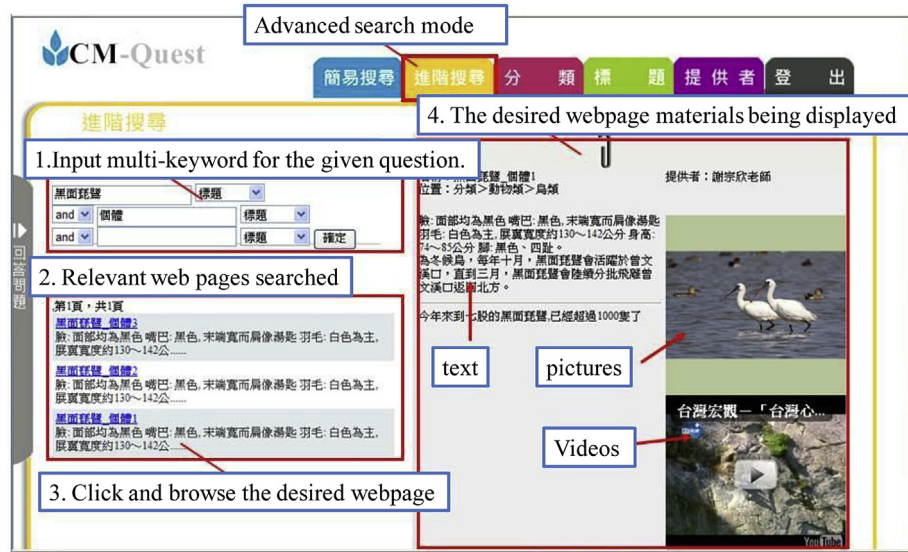 Advanced search mode
CM-Quest
簡易搜尋 進階搜尋 分類 標題 提供者 登出
進階搜尋
4. The desired webpage materials being displayed
1.Input multi-keyword for the given question.
黑面琵鷺 標題
and 個體 標題
and 標題 確定
回答問題
2. Relevant web pages searched
第1頁，共1頁
黑面琵鷺_個體3
臉: 面部均為黑色 嘴巴: 黑色, 末端寬而扁像湯匙 羽毛: 白色為主,
展翼寬度約130～142公......
黑面琵鷺_個體2
臉: 面部均為黑色 嘴巴: 黑色, 末端寬而扁像湯匙 羽毛: 白色為主,
展翼寬度約130～142公......
黑面琵鷺_個體1
臉: 面部均為黑色 嘴巴: 黑色, 末端寬而扁像湯匙 羽毛: 白色為主,
展翼寬度約130～142公......
3. Click and browse the desired webpage
黑面琵鷺_個體1
提供者：謝宗欣老師
位置：分類＞動物類＞鳥類
臉: 面部均為黑色 嘴巴: 黑色, 末端寬而扁像湯匙
羽毛: 白色為主, 展翼寬度約130～142公分 身高:
74～85公分 腳: 黑色、四趾。
為冬候鳥，每年十月，黑面琵鷺會活躍於曾文
溪口，直到三月，黑面琵鷺會陸續分批飛離曾
文溪口返回北方。
今年來到七股的黑面琵鷺,已經超過1000隻了
text
pictures
台灣宏觀－「台灣心...
Videos
YouTube